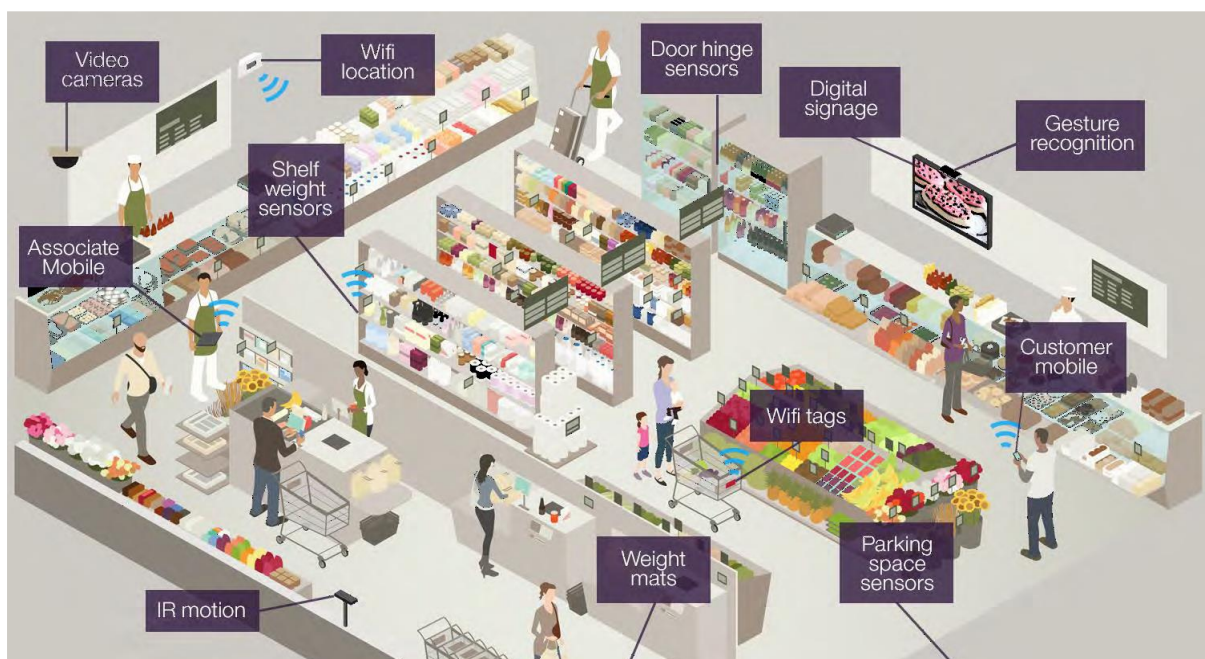 Video
cameras
Wifi
location
Door hinge
sensors
Digital
signage
Gesture
recognition
Shelf
weight
sensors
Associate
Mobile
Customer
mobile
Wifi tags
Weight
mats
Parking
space
sensors
IR motion